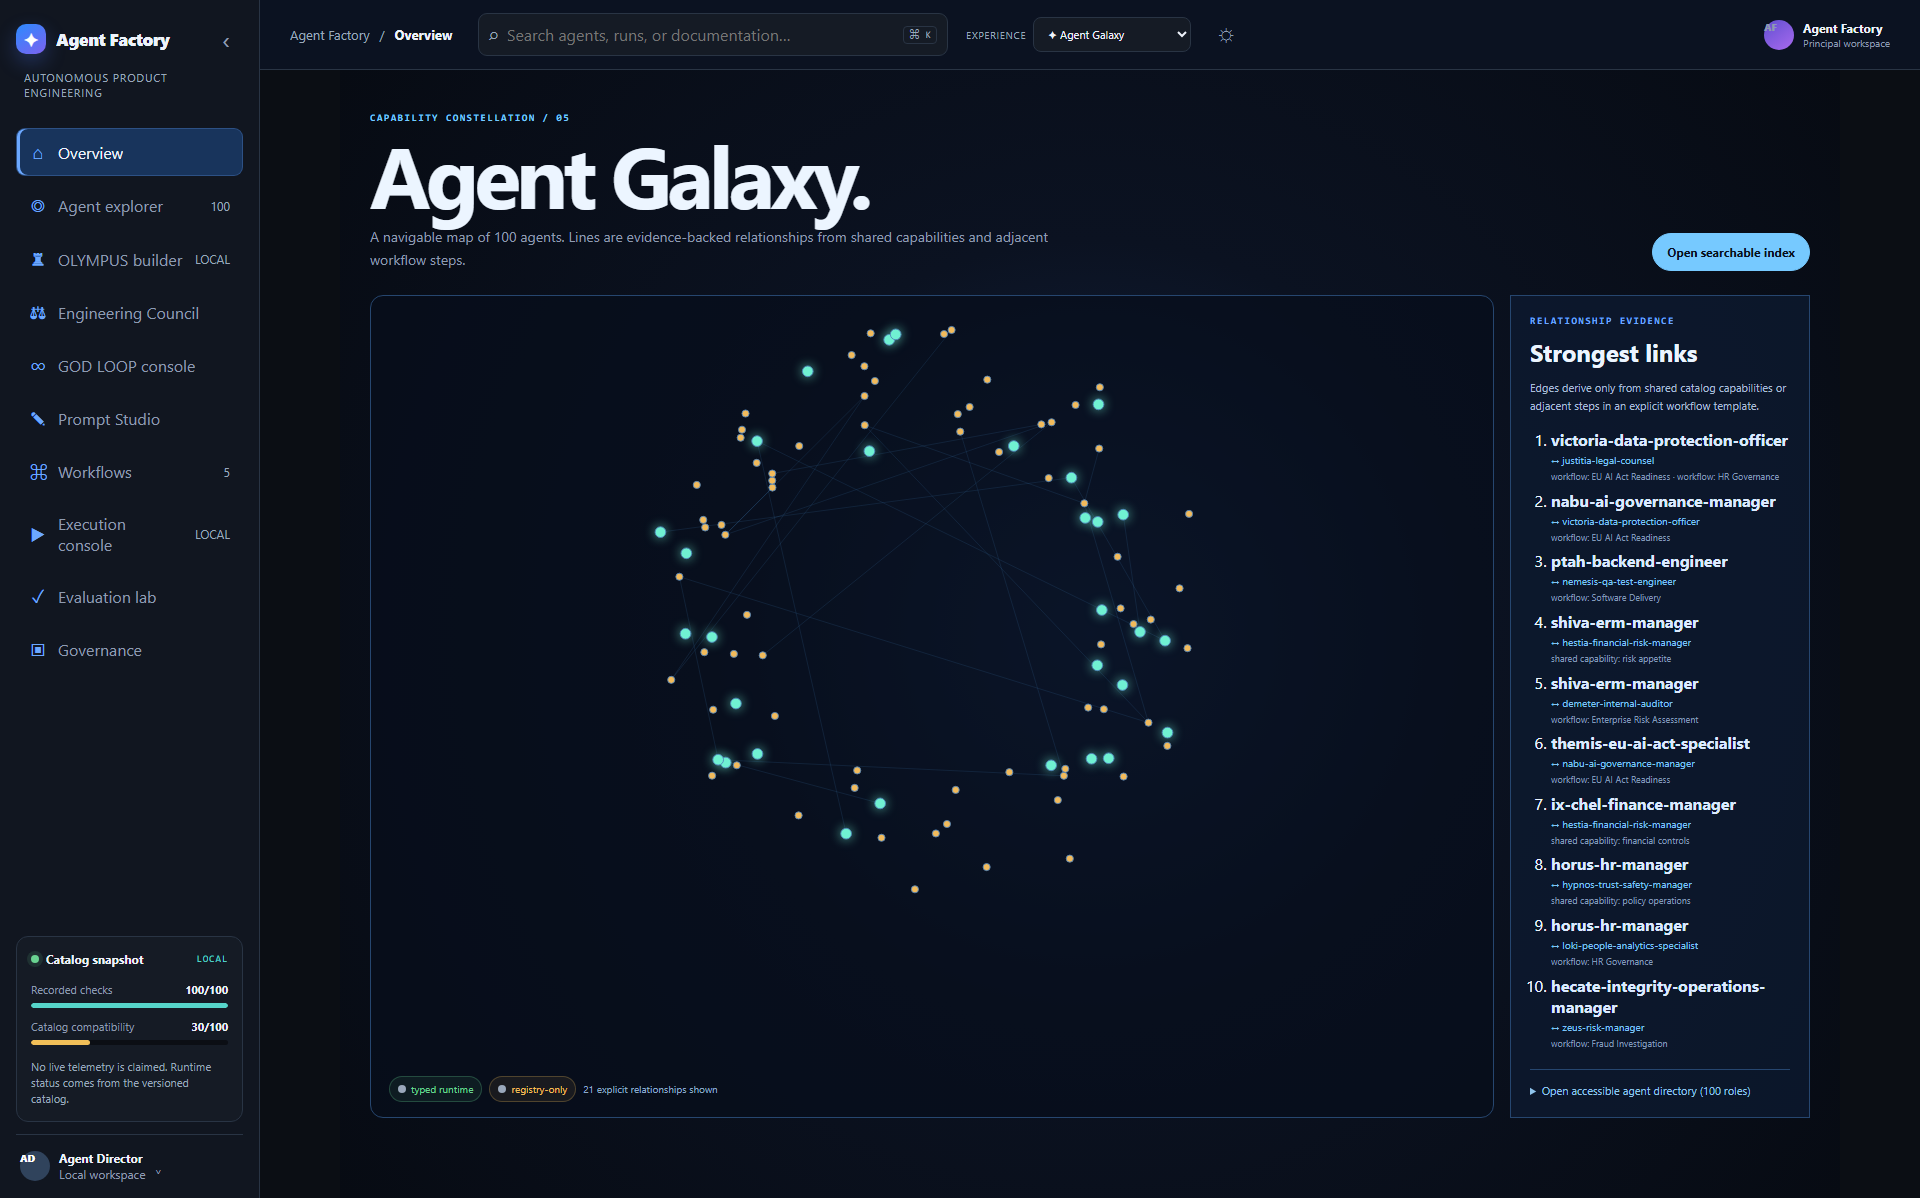 Agent Factory
AUTONOMOUS PRODUCT
ENGINEERING
Overview
Agent explorer 100
OLYMPUS builder LOCAL
Engineering Council
GOD LOOP console
Prompt Studio
Workflows 5
Execution
console LOCAL
Evaluation lab
Governance
Catalog snapshot LOCAL
Recorded checks 100/100
Catalog compatibility 30/100
No live telemetry is claimed. Runtime
status comes from the versioned
catalog.
AD
Agent Director
Local workspace
Agent Factory / Overview
Search agents, runs, or documentation... ⌘ K
EXPERIENCE ✦ Agent Galaxy
AF
Agent Factory
Principal workspace
CAPABILITY CONSTELLATION / 05
Agent Galaxy.
A navigable map of 100 agents. Lines are evidence-backed relationships from shared capabilities and adjacent
workflow steps.
Open searchable index
typed runtime
registry-only
21 explicit relationships shown
RELATIONSHIP EVIDENCE
Strongest links
Edges derive only from shared catalog capabilities or
adjacent steps in an explicit workflow template.
1. victoria-data-protection-officer
↔ justitia-legal-counsel
workflow: EU AI Act Readiness · workflow: HR Governance
2. nabu-ai-governance-manager
↔ victoria-data-protection-officer
workflow: EU AI Act Readiness
3. ptah-backend-engineer
↔ nemesis-qa-test-engineer
workflow: Software Delivery
4. shiva-erm-manager
↔ hestia-financial-risk-manager
shared capability: risk appetite
5. shiva-erm-manager
↔ demeter-internal-auditor
workflow: Enterprise Risk Assessment
6. themis-eu-ai-act-specialist
↔ nabu-ai-governance-manager
workflow: EU AI Act Readiness
7. ix-chel-finance-manager
↔ hestia-financial-risk-manager
shared capability: financial controls
8. horus-hr-manager
↔ hypnos-trust-safety-manager
shared capability: policy operations
9. horus-hr-manager
↔ loki-people-analytics-specialist
workflow: HR Governance
10. hecate-integrity-operations-
manager
↔ zeus-risk-manager
workflow: Fraud Investigation
▶ Open accessible agent directory (100 roles)